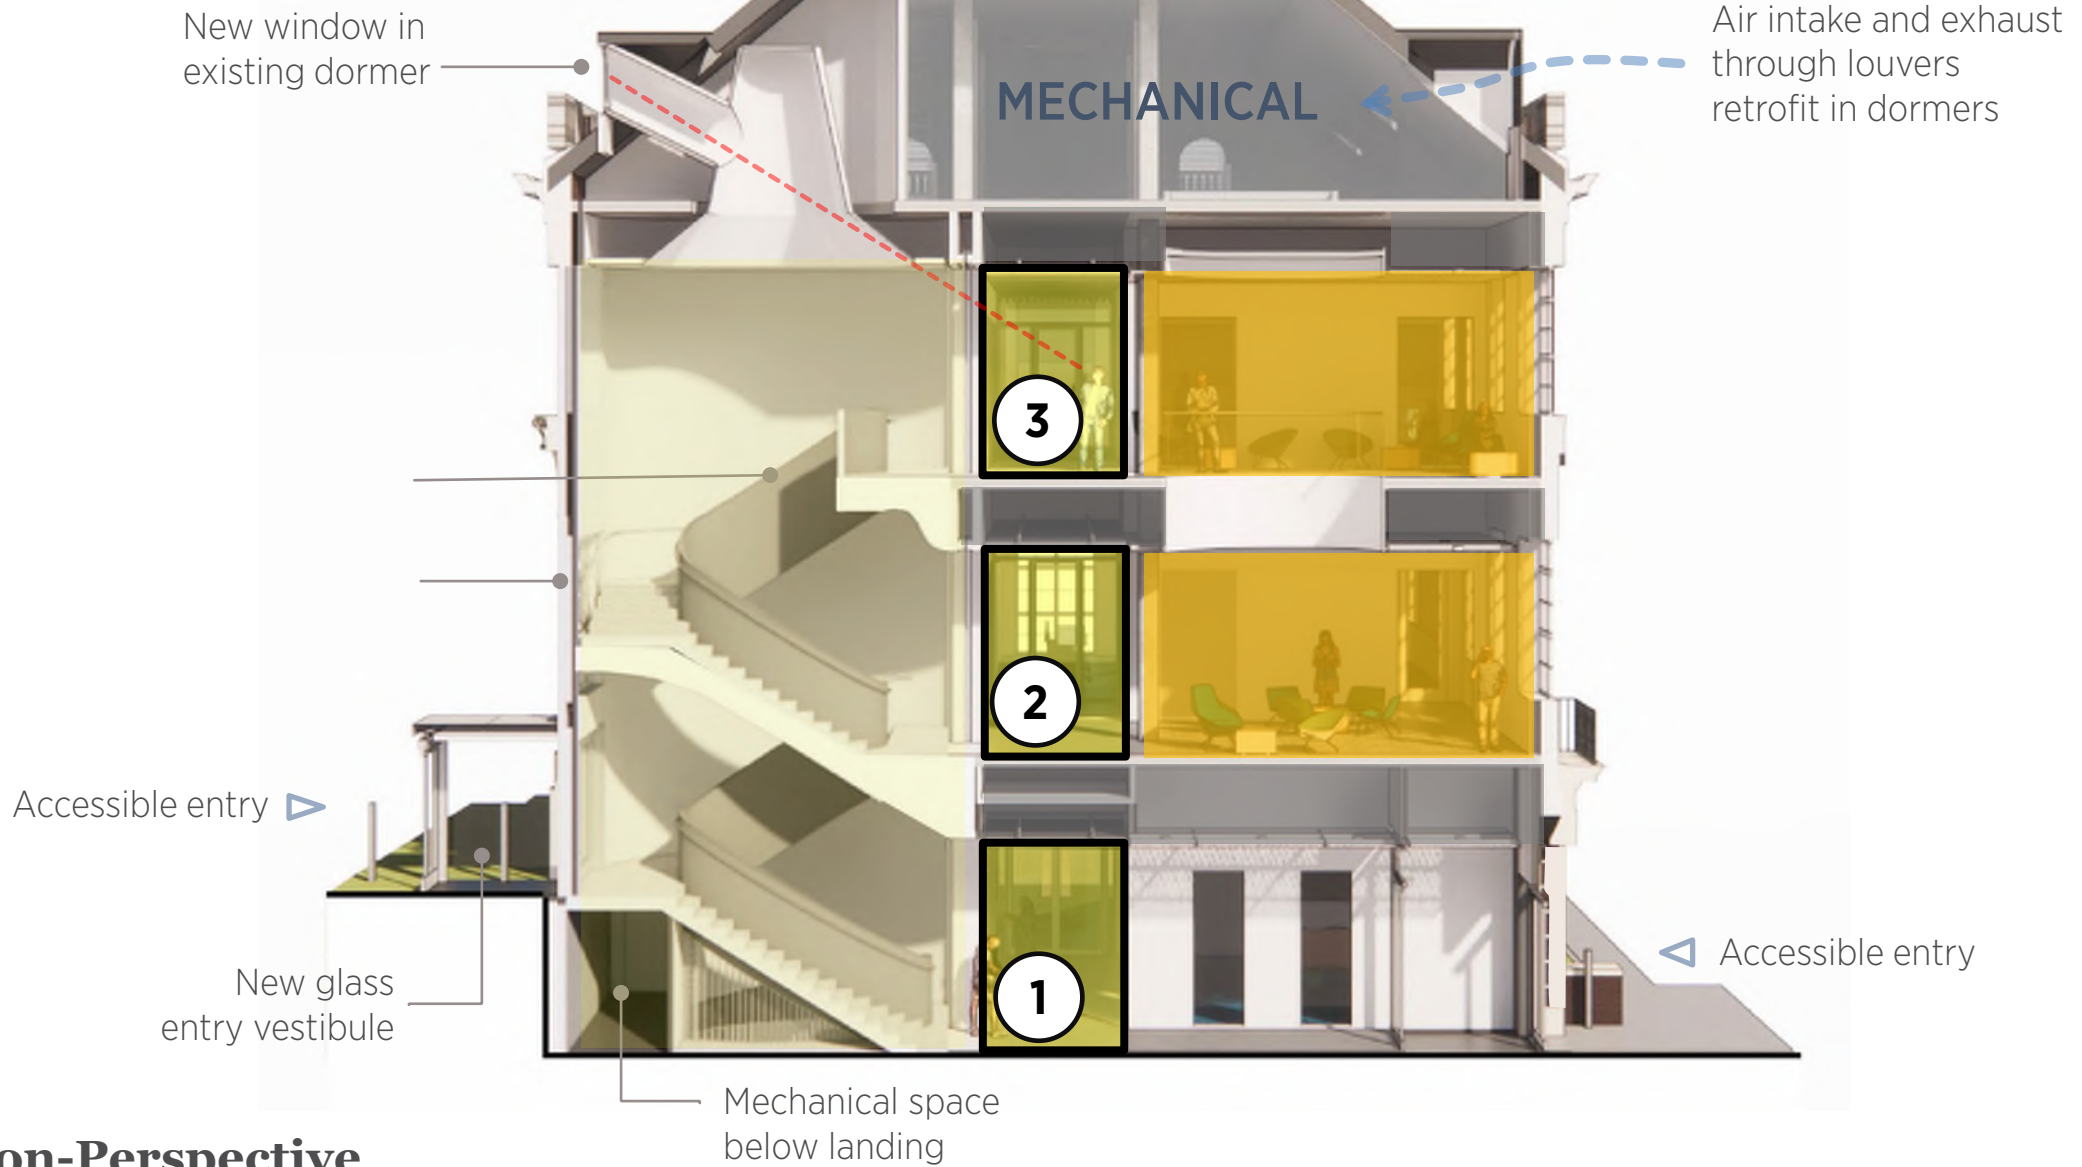 New window in
existing dormer
Air intake and exhaust
through louvers
retrofit in dormers
MECHANICAL
3
2
Accessible entry
1
Accessible entry
New glass
entry vestibule
Mechanical space
below landing
on-Perspective